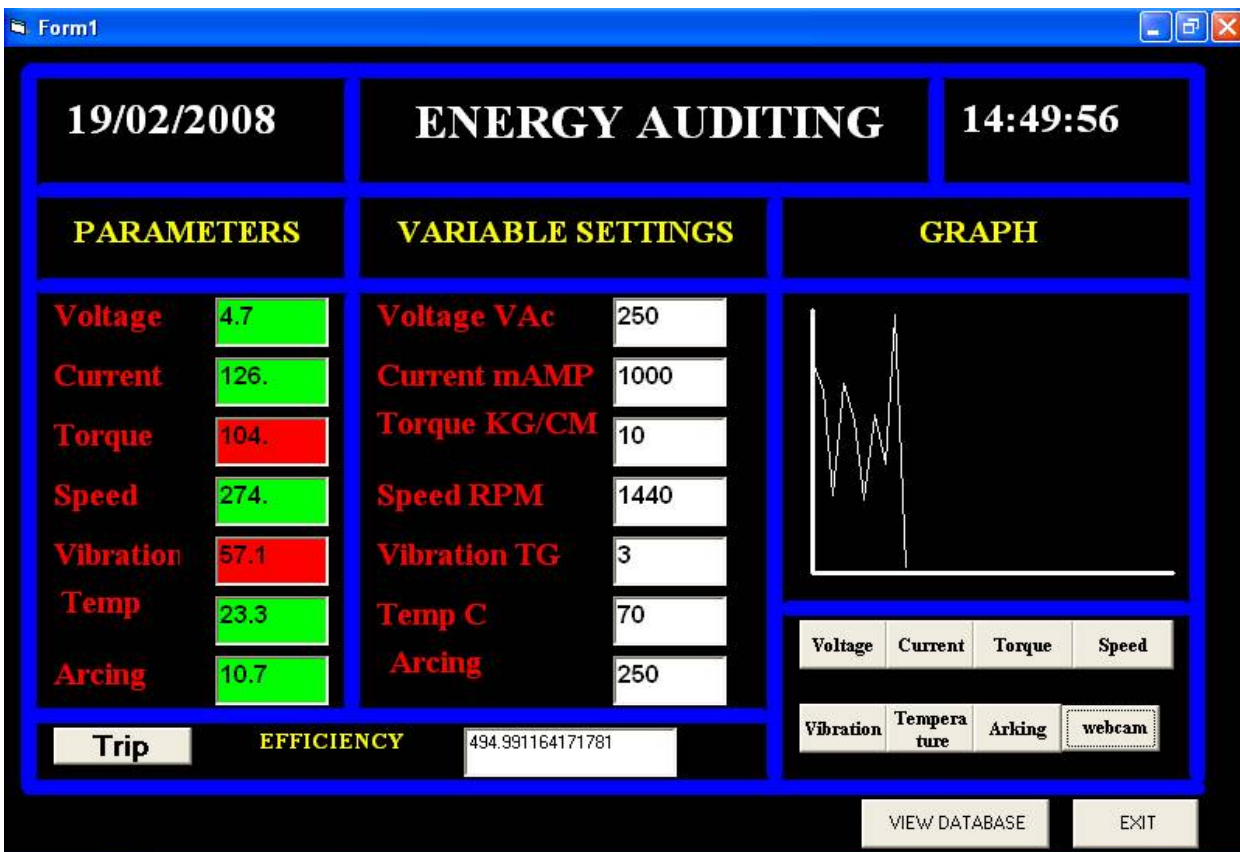 Form1
19/02/2008
ENERGY AUDITING
14:49:56
PARAMETERS
VARIABLE SETTINGS
GRAPH
Voltage 4.7
Current 126.
Torque 104.
Speed 274.
Vibration 57.1
Temp 23.3
Arcing 10.7
Voltage VAc 250
Current mAMP 1000
Torque KG/CM 10
Speed RPM 1440
Vibration TG 3
Temp C 70
Arcing 250
Voltage Current Torque Speed
Vibration Tempera
ture Arking webcam
Trip EFFICIENCY 494.991164171781
VIEW DATABASE EXIT